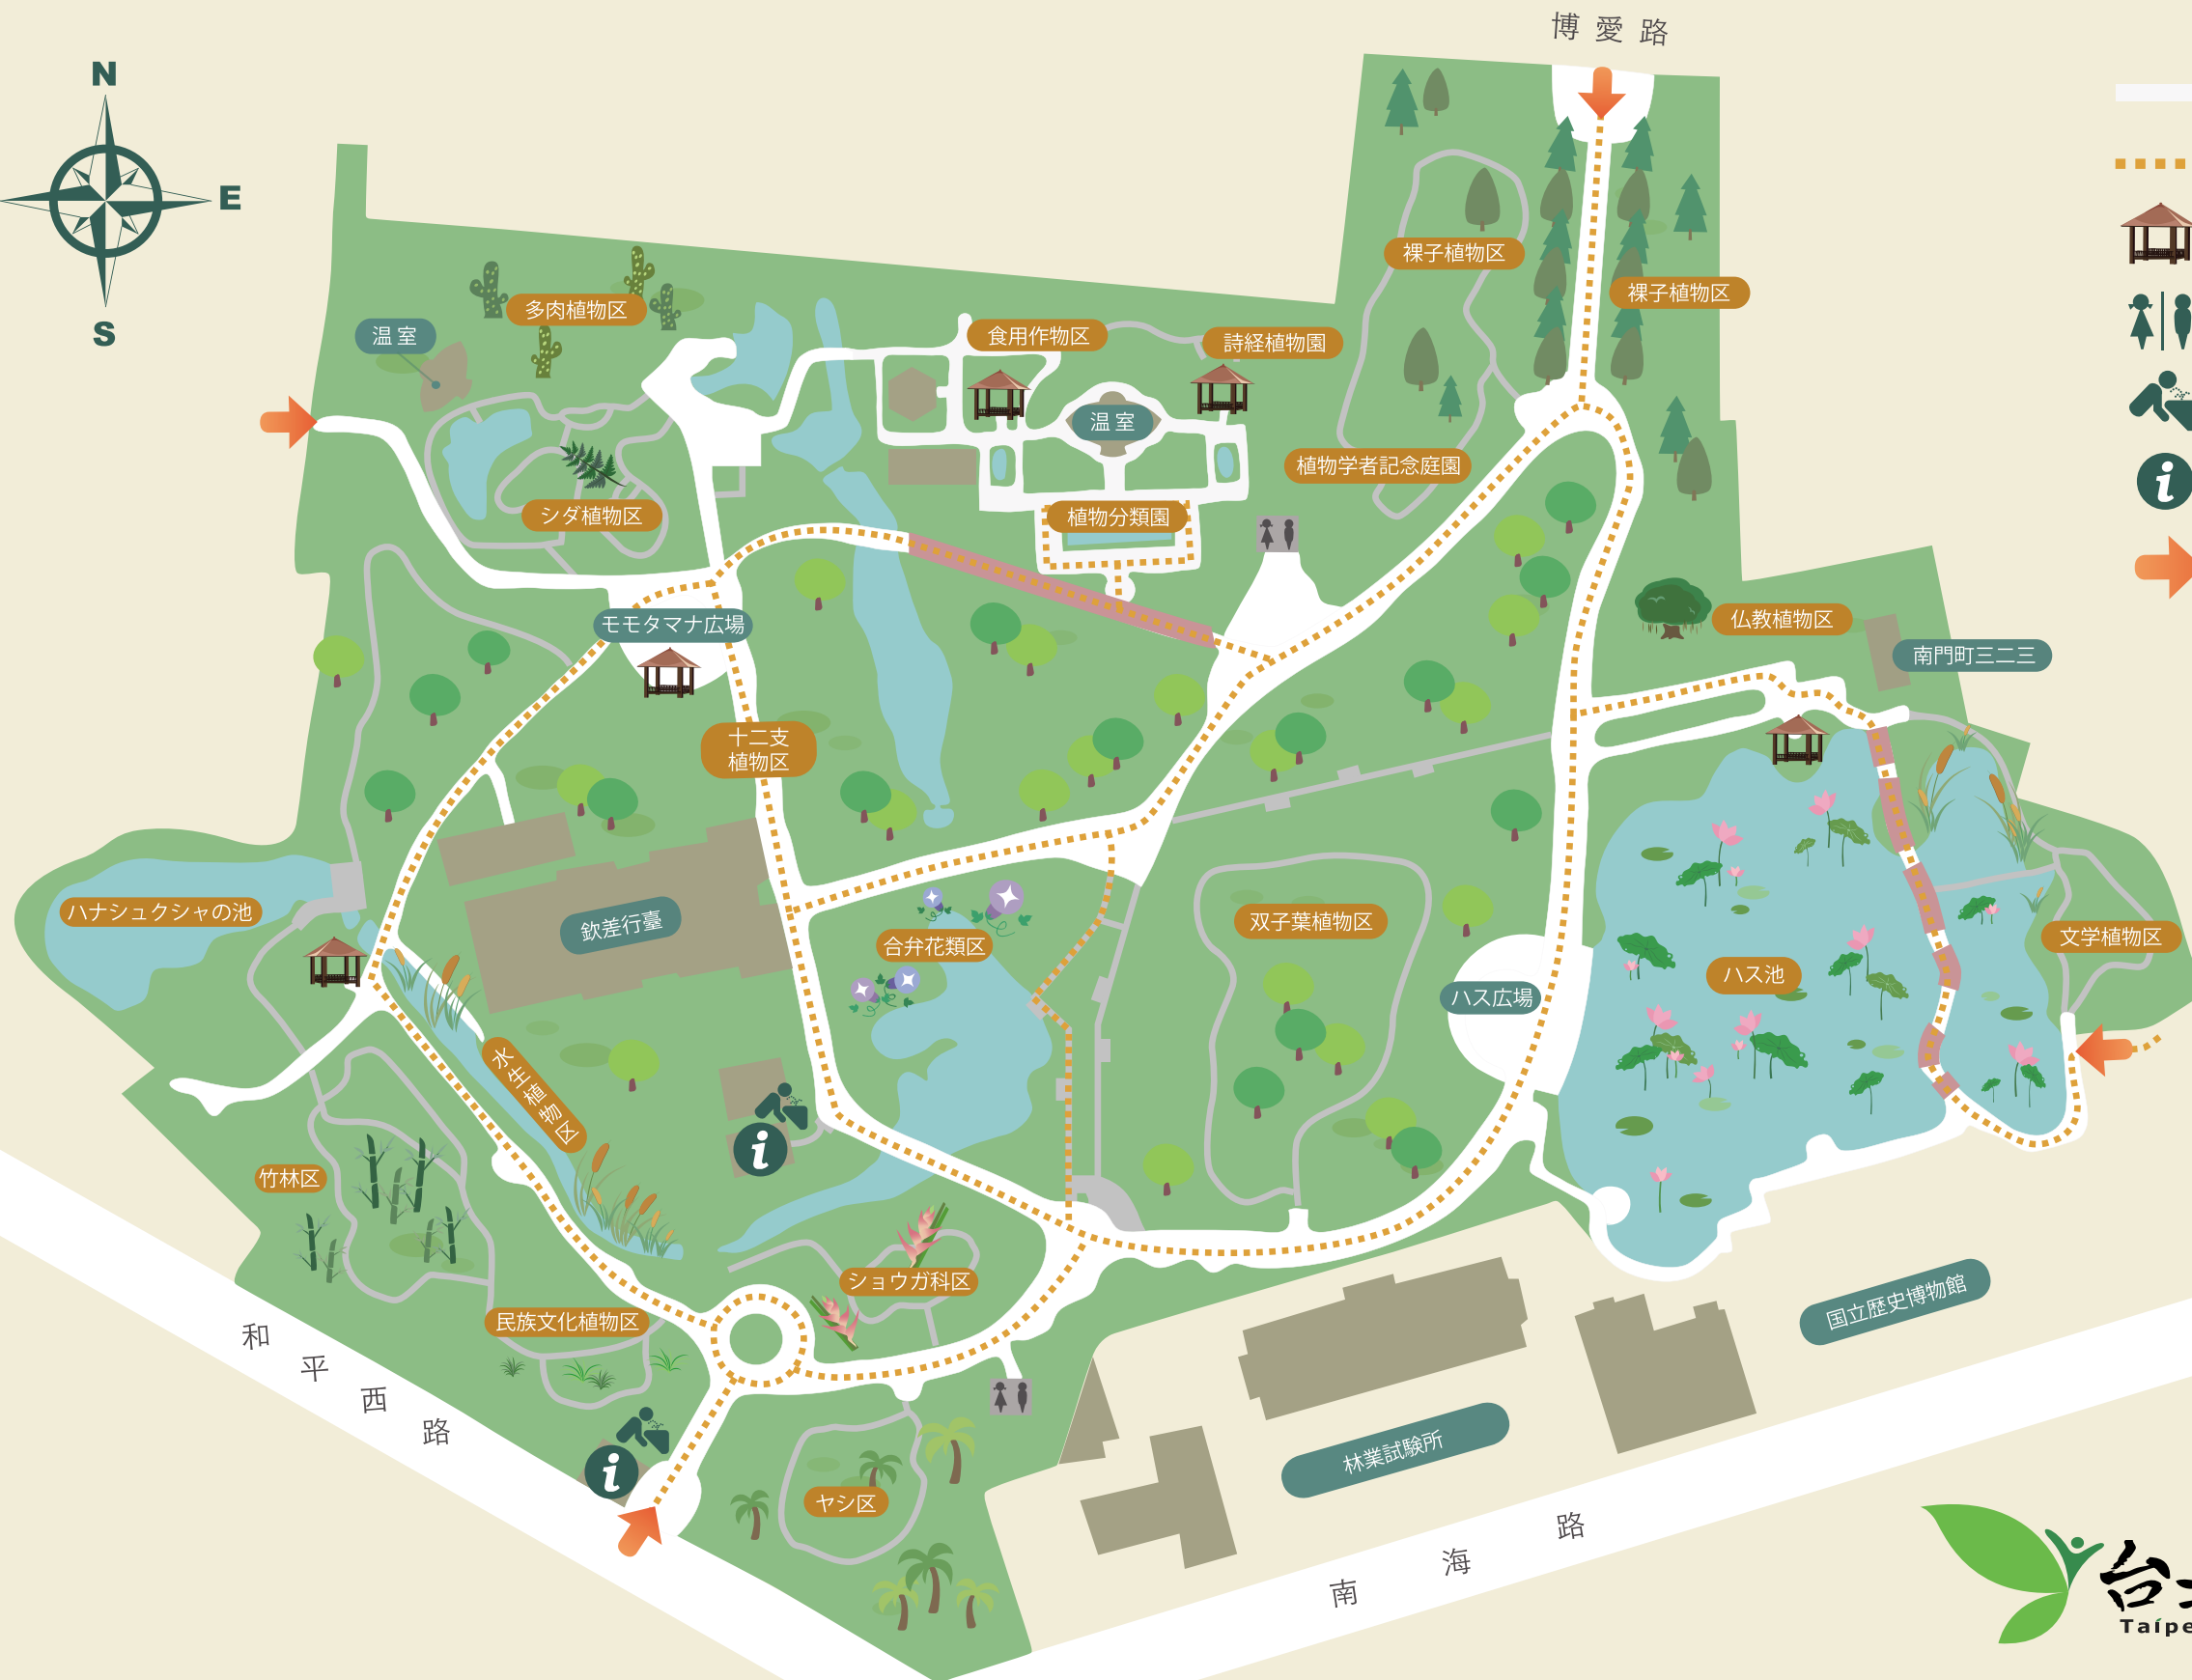 博愛路
N
E
S
裸子植物区
裸子植物区
多肉植物区
温室
食用作物区
詩経植物園
温室
植物学者記念庭園
シダ植物区
植物分類園
モモタマナ広場
仏教植物区
南門町三二三
十二支
植物区
ハナシュクシャの池
欽差行臺
合弁花類区
双子葉植物区
文学植物区
ハス池
ハス広場
水生植物区
竹林区
ショウガ科区
民族文化植物区
国立歴史博物館
林業試験所
ヤシ区
和平西路
南海路
i
i
i
台
Taipe